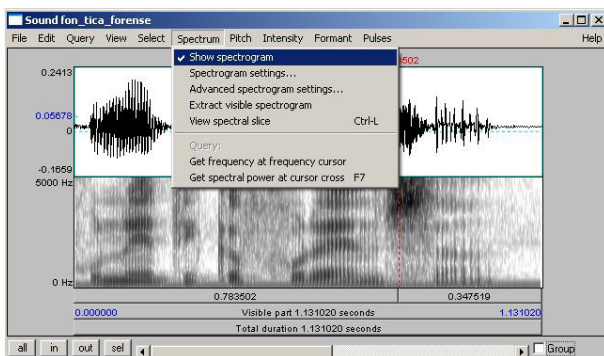 Sound fon_tica_forense
File Edit Query View Select Spectrum Pitch Intensity Formant Pulses Help
✓ Show spectrogram
Spectrogram settings...
Advanced spectrogram settings...
Extract visible spectrogram
View spectral slice Ctrl-L
Query:
Get frequency at frequency cursor
Get spectral power at cursor cross F7
502
0.2413
0.05678
0
-0.1659
5000 Hz
0 Hz
0.783502 0.347519
0.000000 Visible part 1.131020 seconds 1.131020
Total duration 1.131020 seconds
all in out sel Group